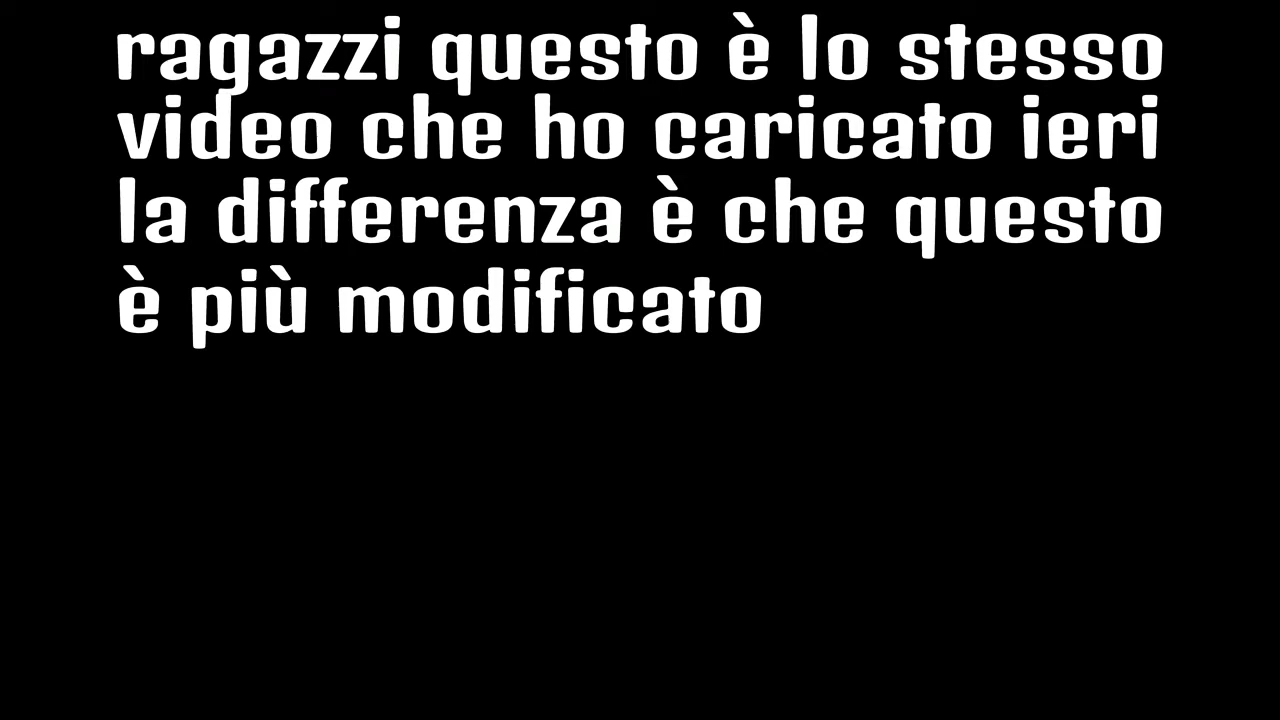 ragazzi questo è lo stesso
video che ho caricato ieri
la differenza è che questo
è più modificato